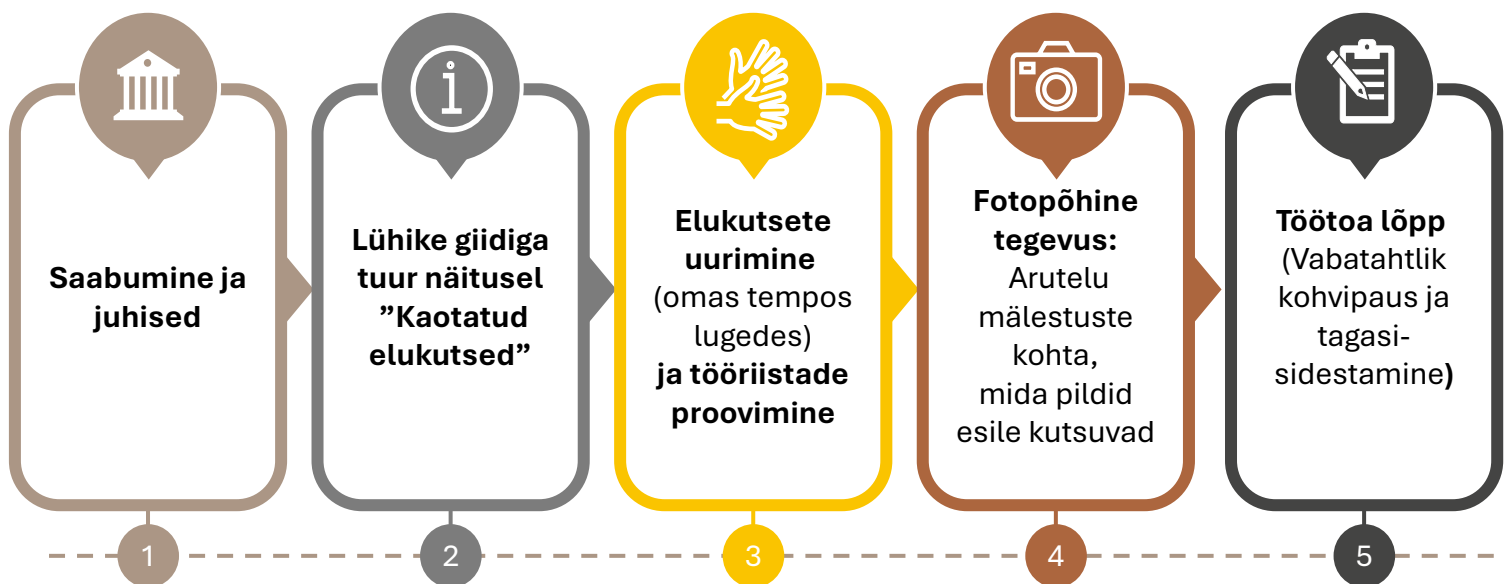 Saabumine ja
juhised
1
Lühike giidiga
tuur näitusel
”Kaotatud
elukutsed”
2
Elukutsete
uurimine
(omas tempos
lugedes)
ja tööriistade
proovimine
3
Fotopõhine
tegevus:
Arutelu
mälestuste
kohta,
mida pildid
esile kutsuvad
4
Töötoa lõpp
(Vabatahtlik
kohvipaus ja
tagasi-
sidestamine)
5